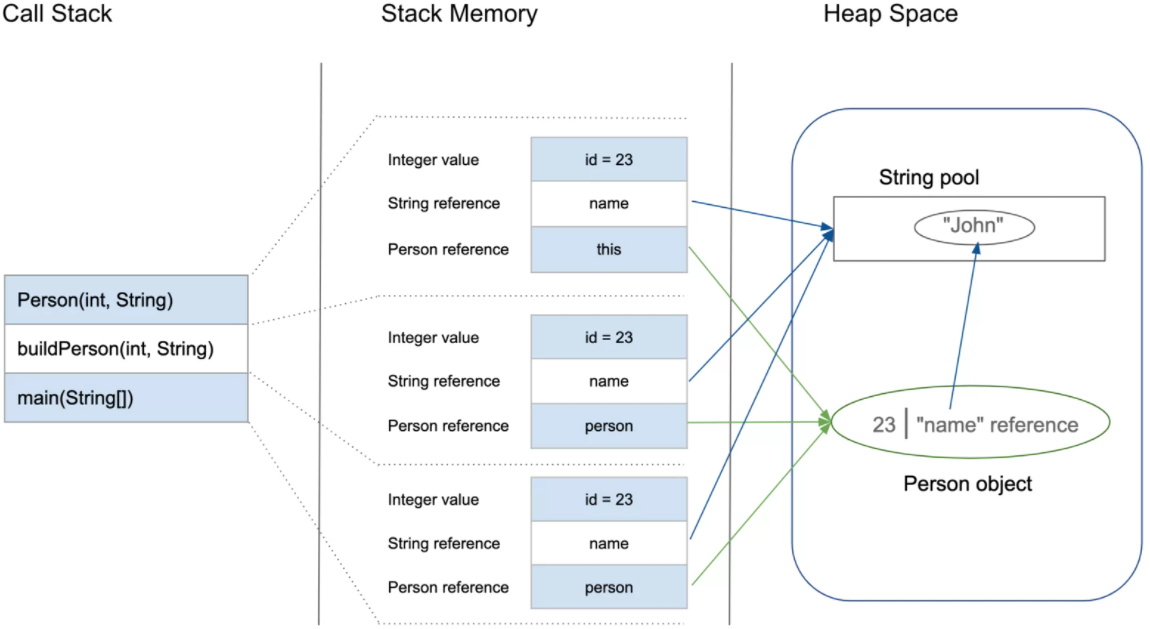 Call Stack
Stack Memory
Heap Space
Person(int, String)
buildPerson(int, String)
main(String[])
Integer value
id = 23
String reference
name
Person reference
this
Integer value
id = 23
String reference
name
Person reference
person
Integer value
id = 23
String reference
name
Person reference
person
String pool
"John"
23 | "name" reference
Person object